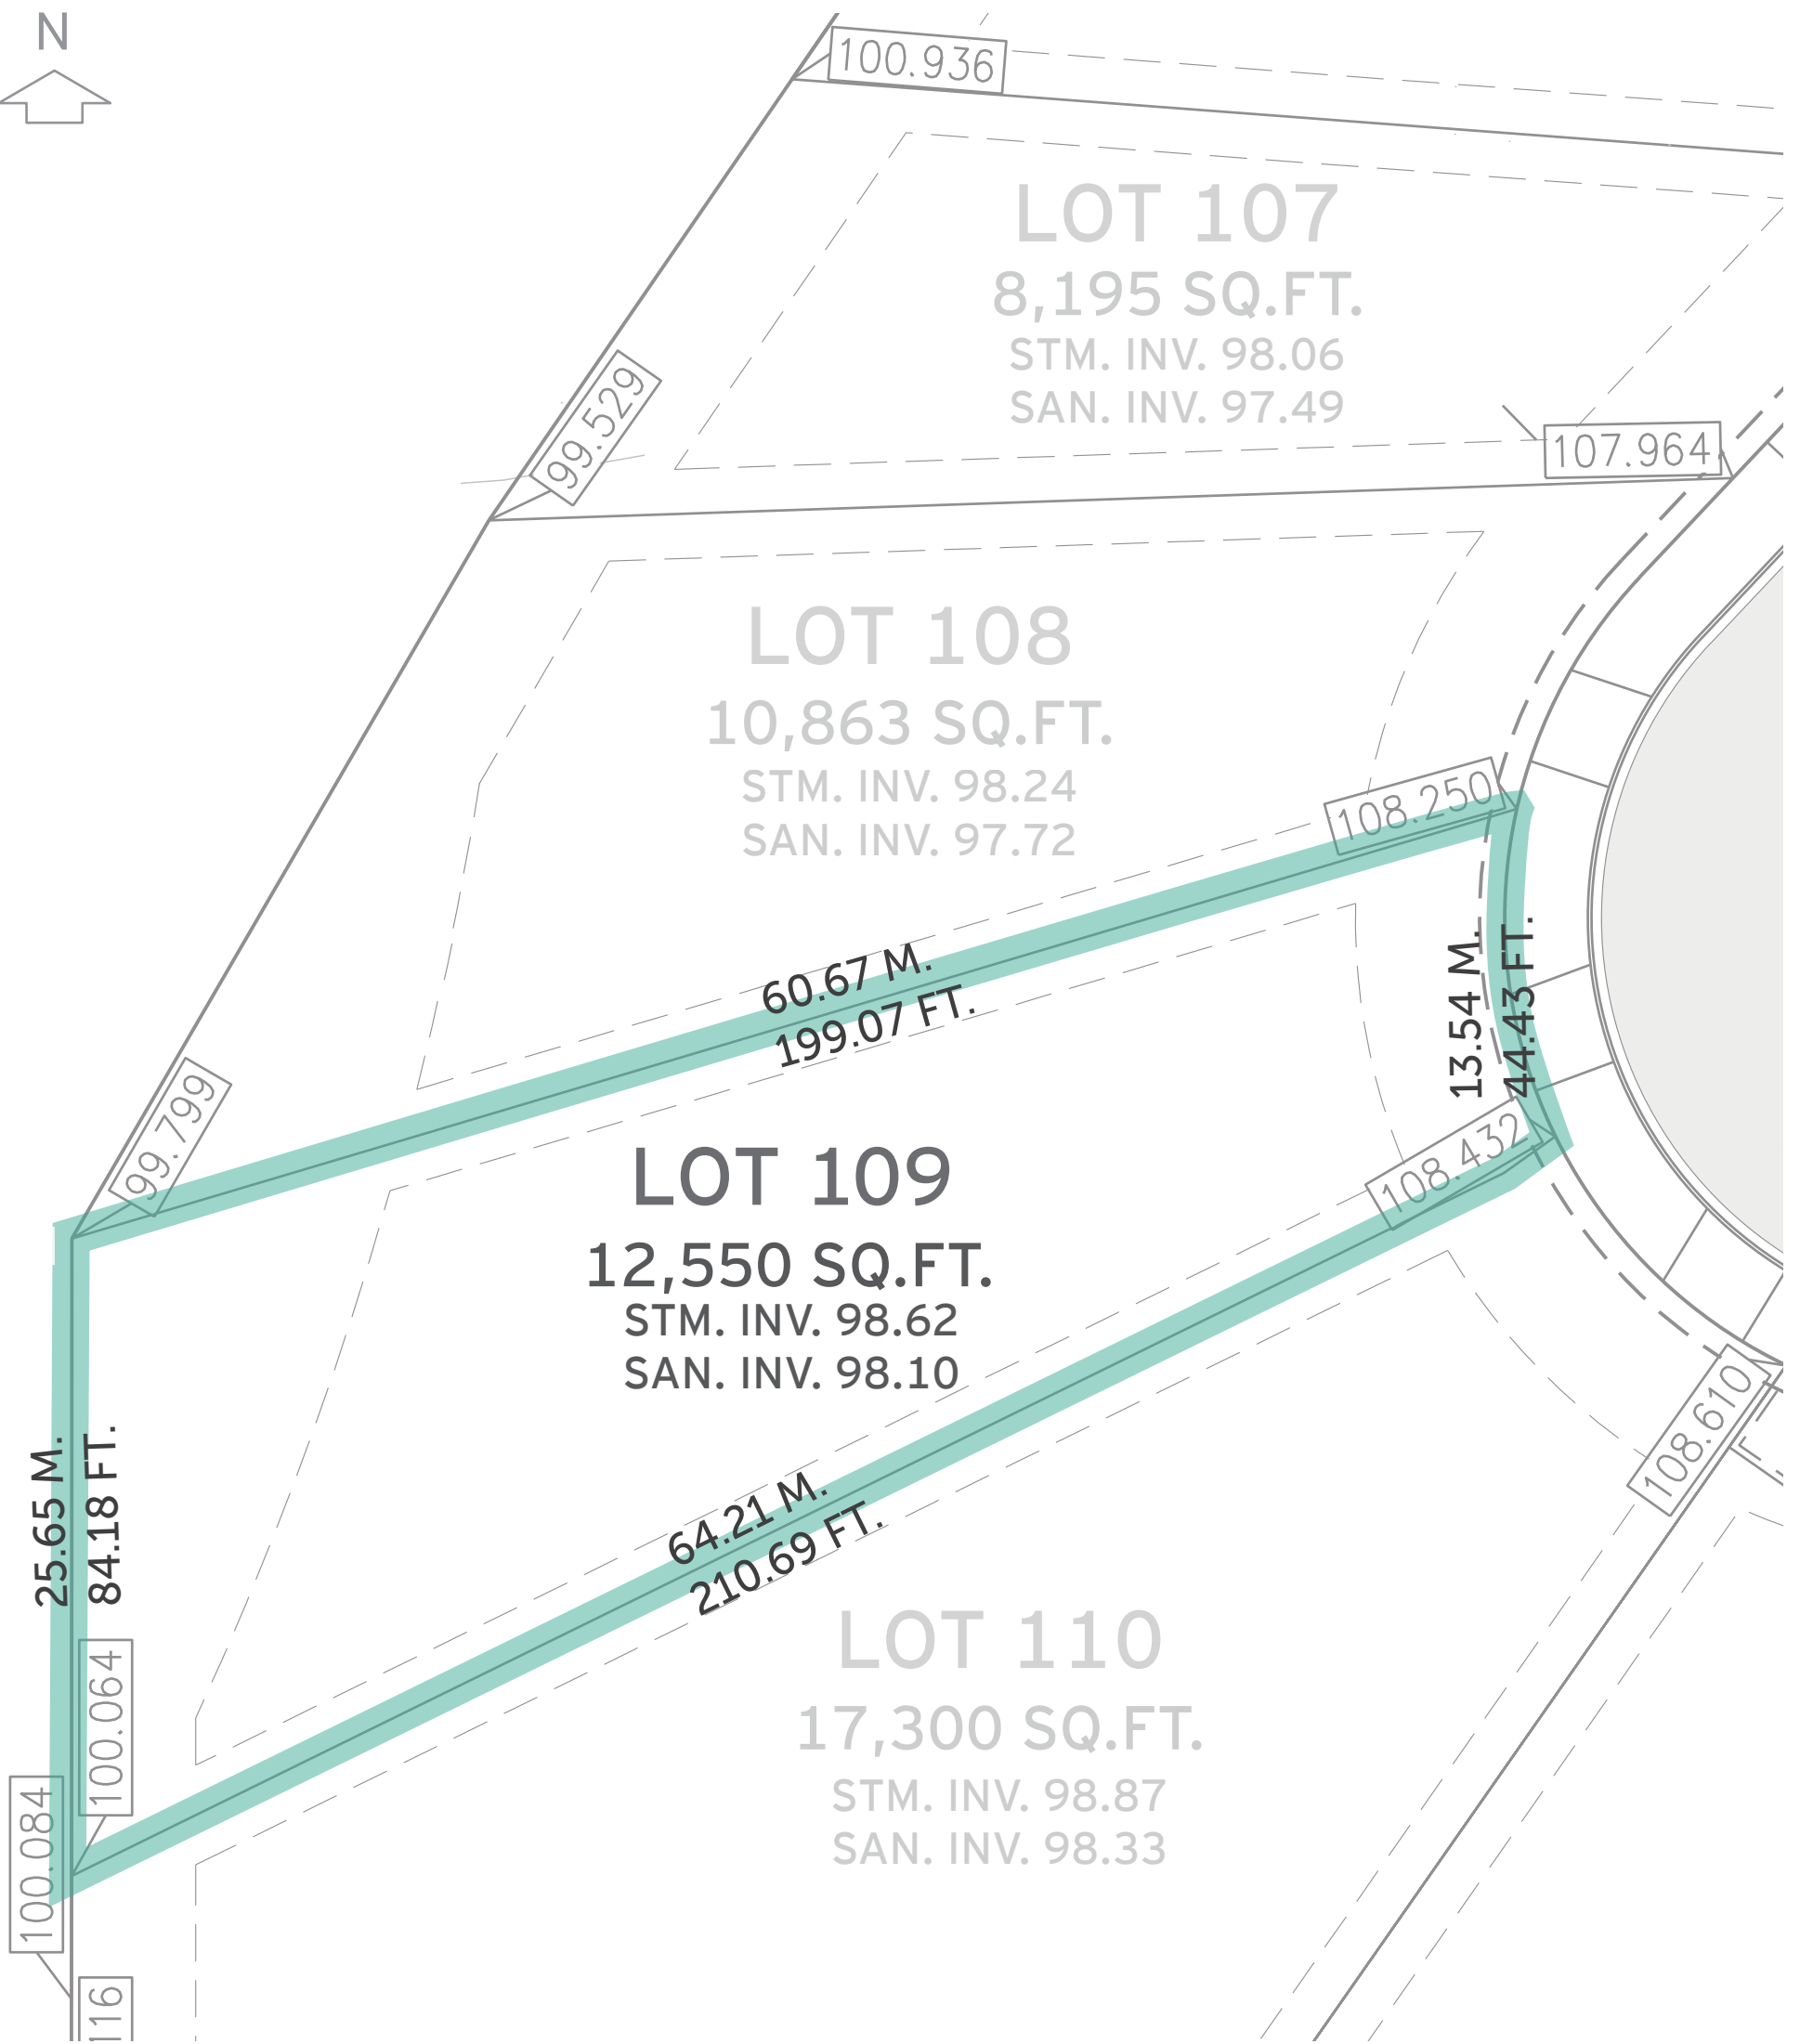 N
100.936
LOT 107
8,195 SQ.FT.
STM. INV. 98.06
SAN. INV. 97.49
99.529
107.964
LOT 108
10,863 SQ.FT.
STM. INV. 98.24
SAN. INV. 97.72
108.250
60.67 M.
199.07 FT.
13.54 M.
44.43 FT.
99.799
108.432
LOT 109
12,550 SQ.FT.
STM. INV. 98.62
SAN. INV. 98.10
108.610
25.65 M.
84.18 FT.
64.21 M.
210.69 FT.
100.064
100.084
LOT 110
17,300 SQ.FT.
STM. INV. 98.87
SAN. INV. 98.33
116